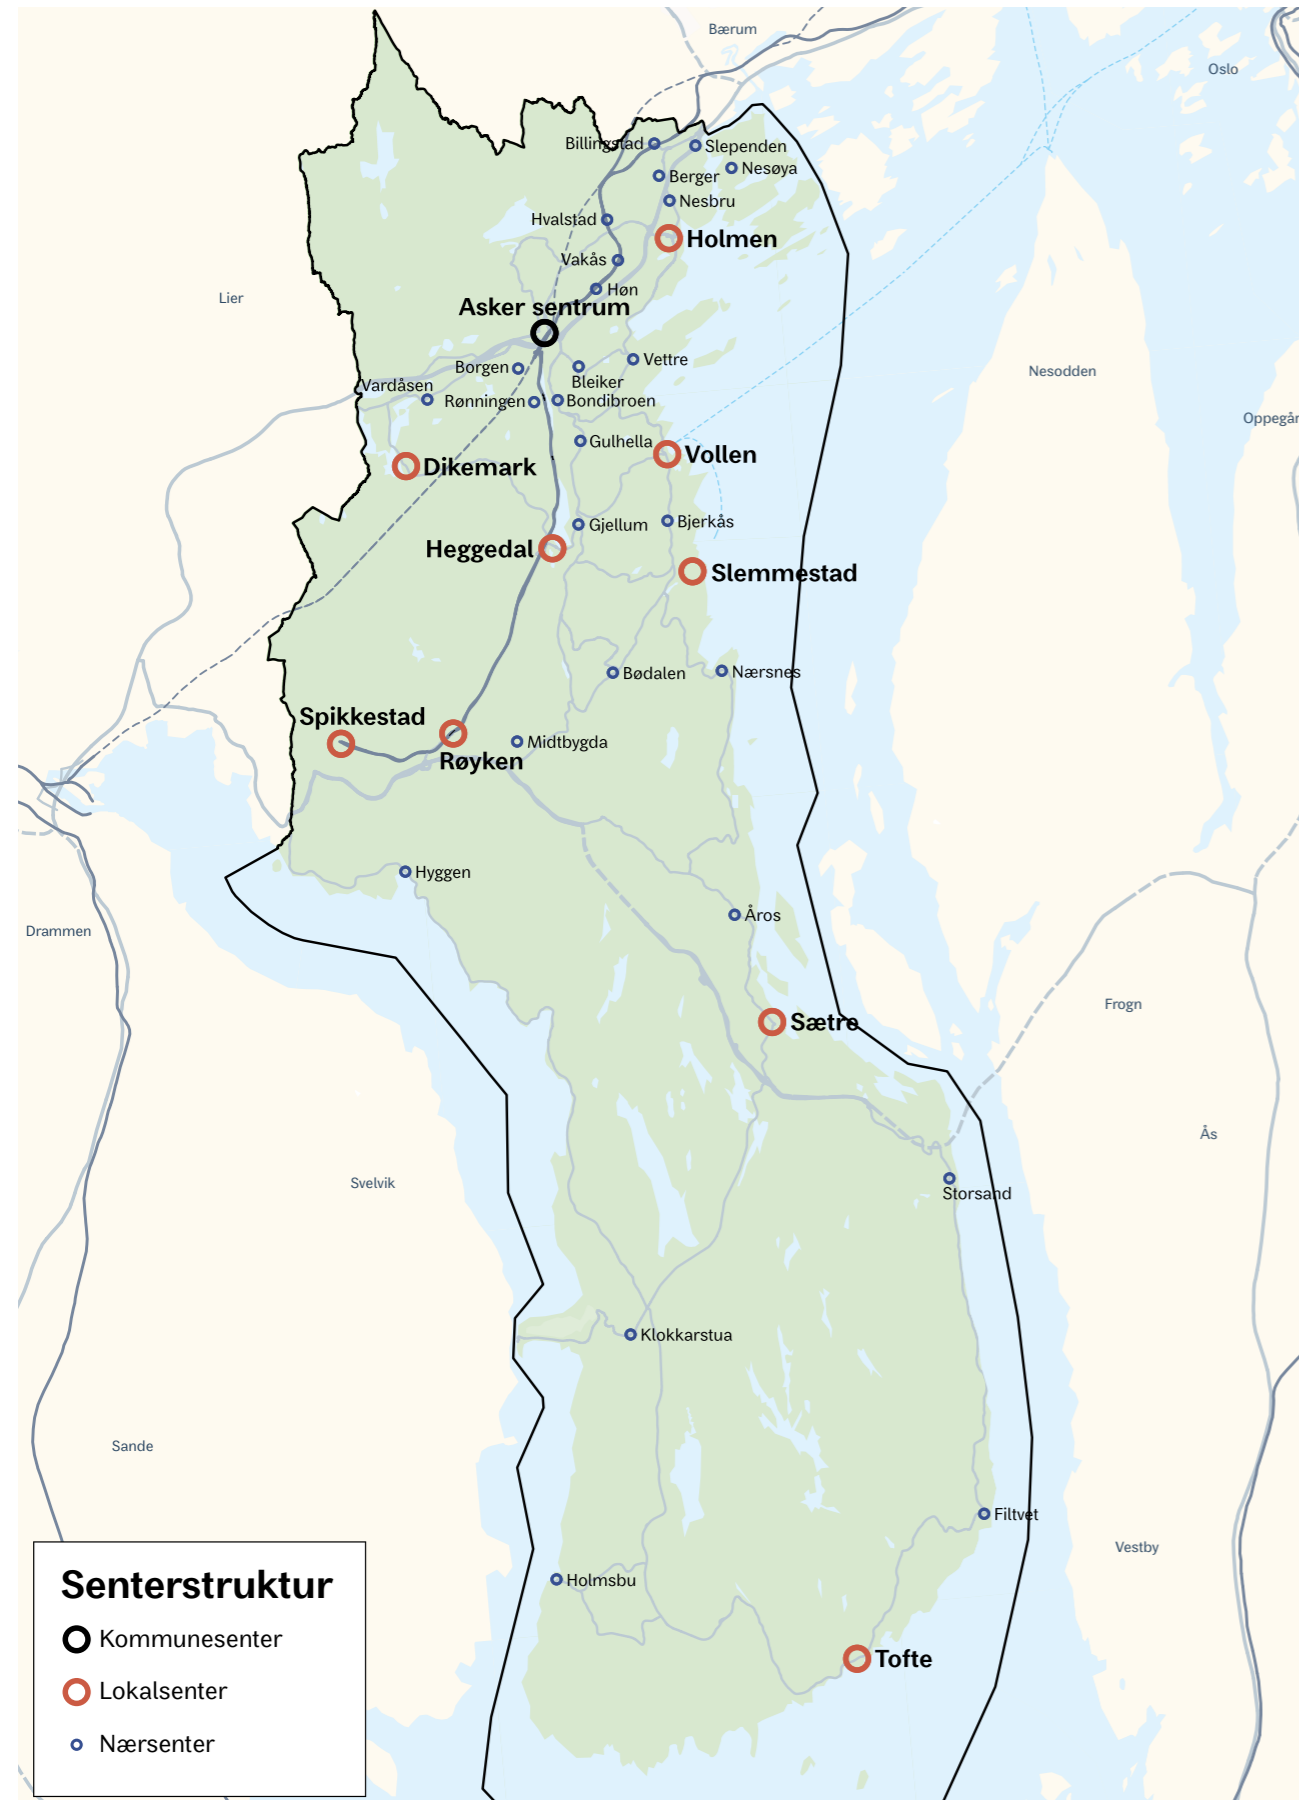 Bærum
Oslo
Billingstad
Slependen
Nesøya
Berger
Nesbru
Hvalstad
Holmen
Vakås
Høn
Lier
Asker sentrum
Vettre
Borgen
Bleiker
Nesodden
Vardåsen
Rønningen
Bondibroen
Oppegår
Gulhella
Vollen
Dikemark
Gjellum
Bjerkås
Heggedal
Slemmestad
Bødalen
Nærsnes
Spikkestad
Røyken
Midtbygda
Hyggen
Åros
Drammen
Frogn
Sætre
Ås
Svelvik
Storsand
Klokkarstua
Sande
Filtvet
Vestby
Holmsbu
Tofte
Senterstruktur
Kommunesenter
Lokalsenter
Nærsenter